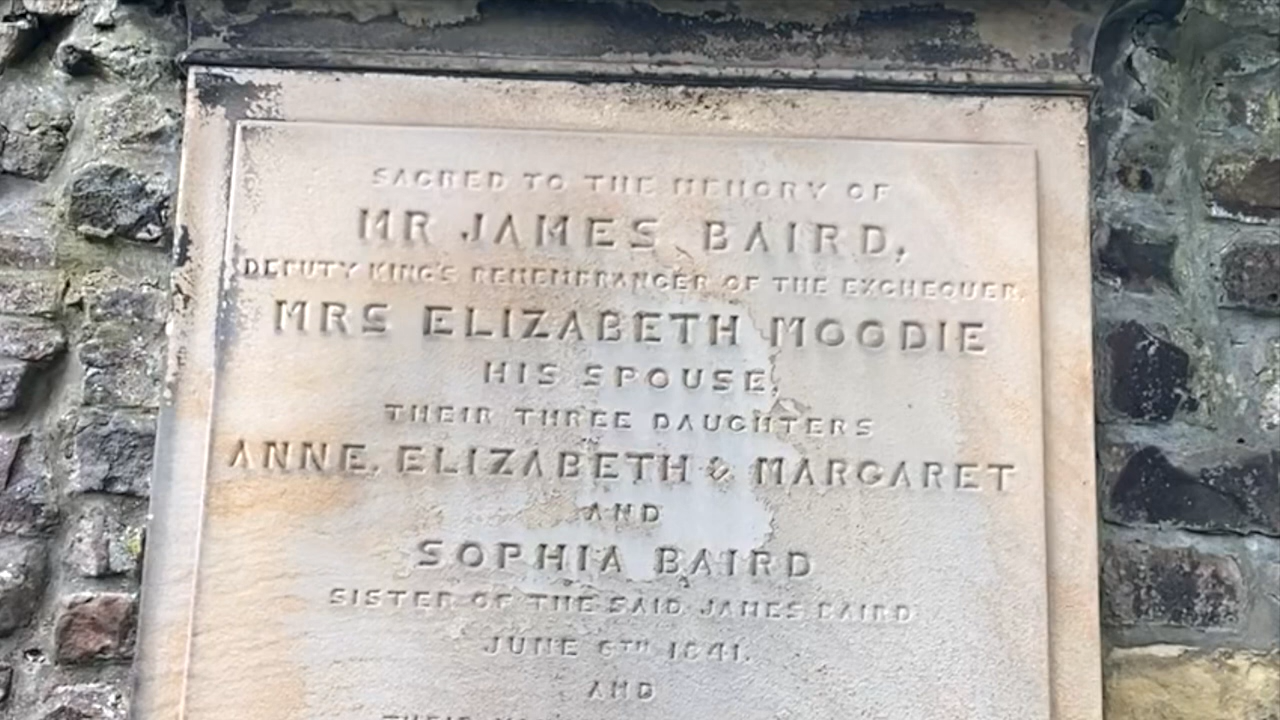 SACRED TO THE MEMORY OF
MR JAMES BAIRD,
DEPUTY KING'S REMEMBRANCER OF THE EXCHEQUER,
MRS ELIZABETH MOODIE
HIS SPOUSE,
THEIR THREE DAUGHTERS
ANNE, ELIZABETH & MARGARET
AND
SOPHIA BAIRD
SISTER OF THE SAID JAMES BAIRD
JUNE 6TH 1841.
AND
THEIR